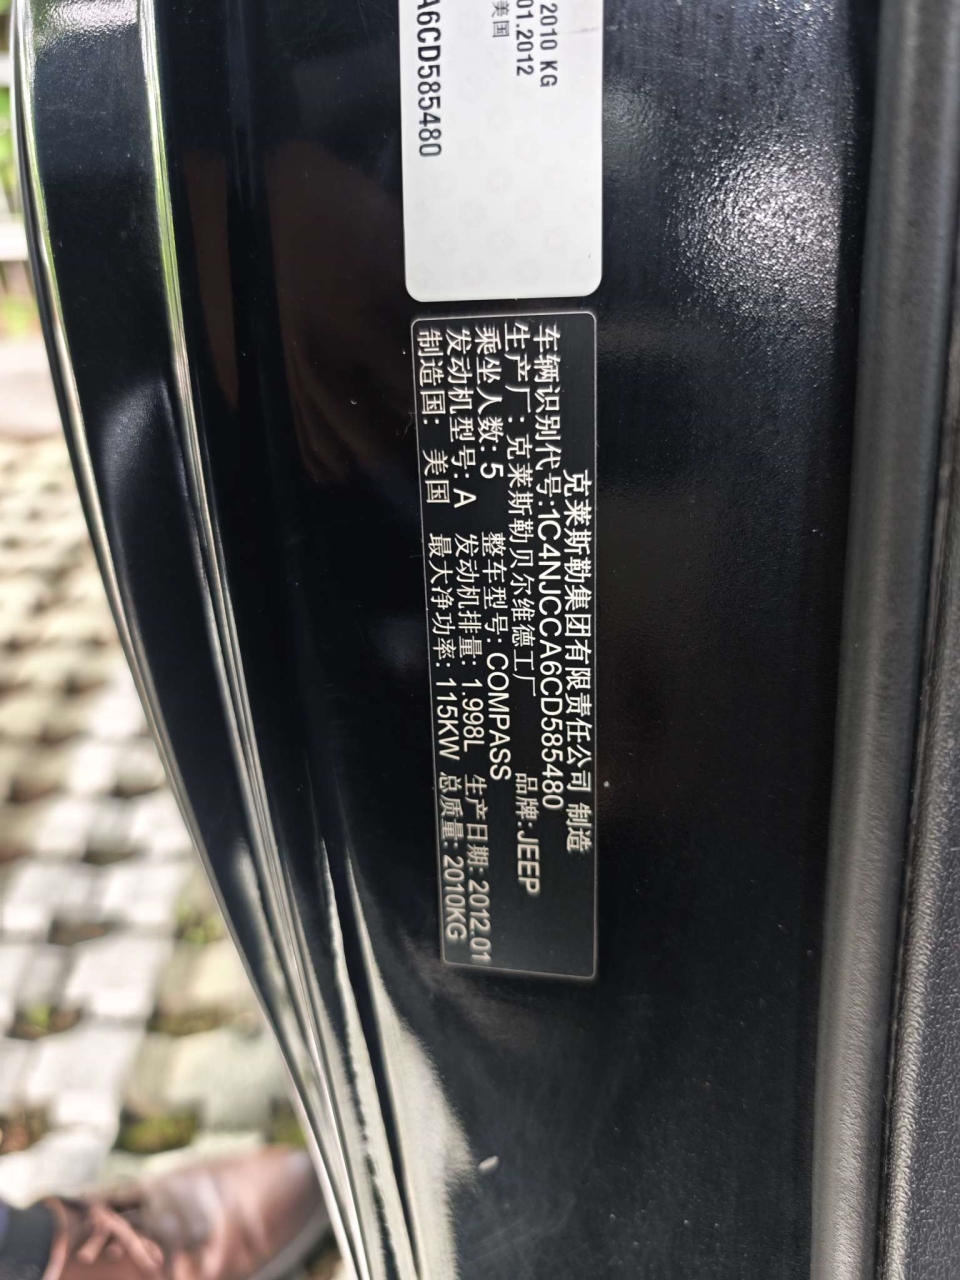 2010 KG
01.2012
美国
A6CD585480
克莱斯勒集团有限责任公司 制造
车辆识别代号:1C4NJCCA6CD585480
生产厂:克莱斯勒贝尔维德工厂 品牌:JEEP
乘坐人数:5 整车型号:COMPASS
发动机型号:A 发动机排量:1.998L 生产日期:2012.01
制造国:美国 最大净功率:115KW 总质量:2010KG